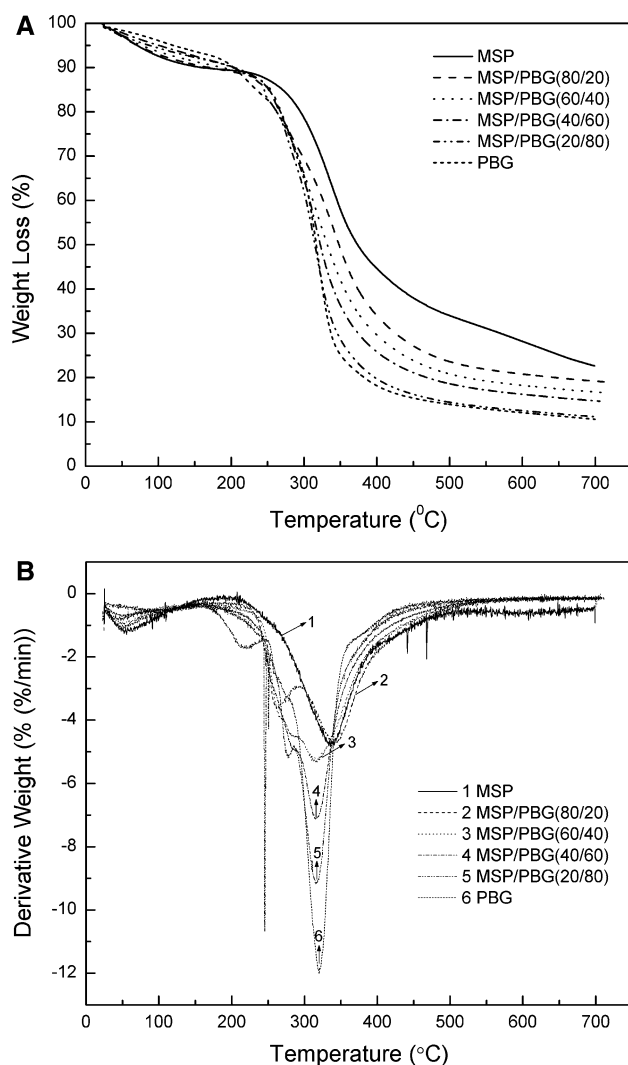 A
100
90
80
70
60
50
40
30
20
10
0
Weight Loss (%)
0
100
200
300
400
500
600
700
Temperature (⁰C)
MSP
MSP/PBG(80/20)
MSP/PBG(60/40)
MSP/PBG(40/60)
MSP/PBG(20/80)
PBG
B
0
-2
-4
-6
-8
-10
-12
Derivative Weight (% (%/min))
0
100
200
300
400
500
600
700
Temperature (°C)
1
2
3
4
5
6
1 MSP
2 MSP/PBG(80/20)
3 MSP/PBG(60/40)
4 MSP/PBG(40/60)
5 MSP/PBG(20/80)
6 PBG